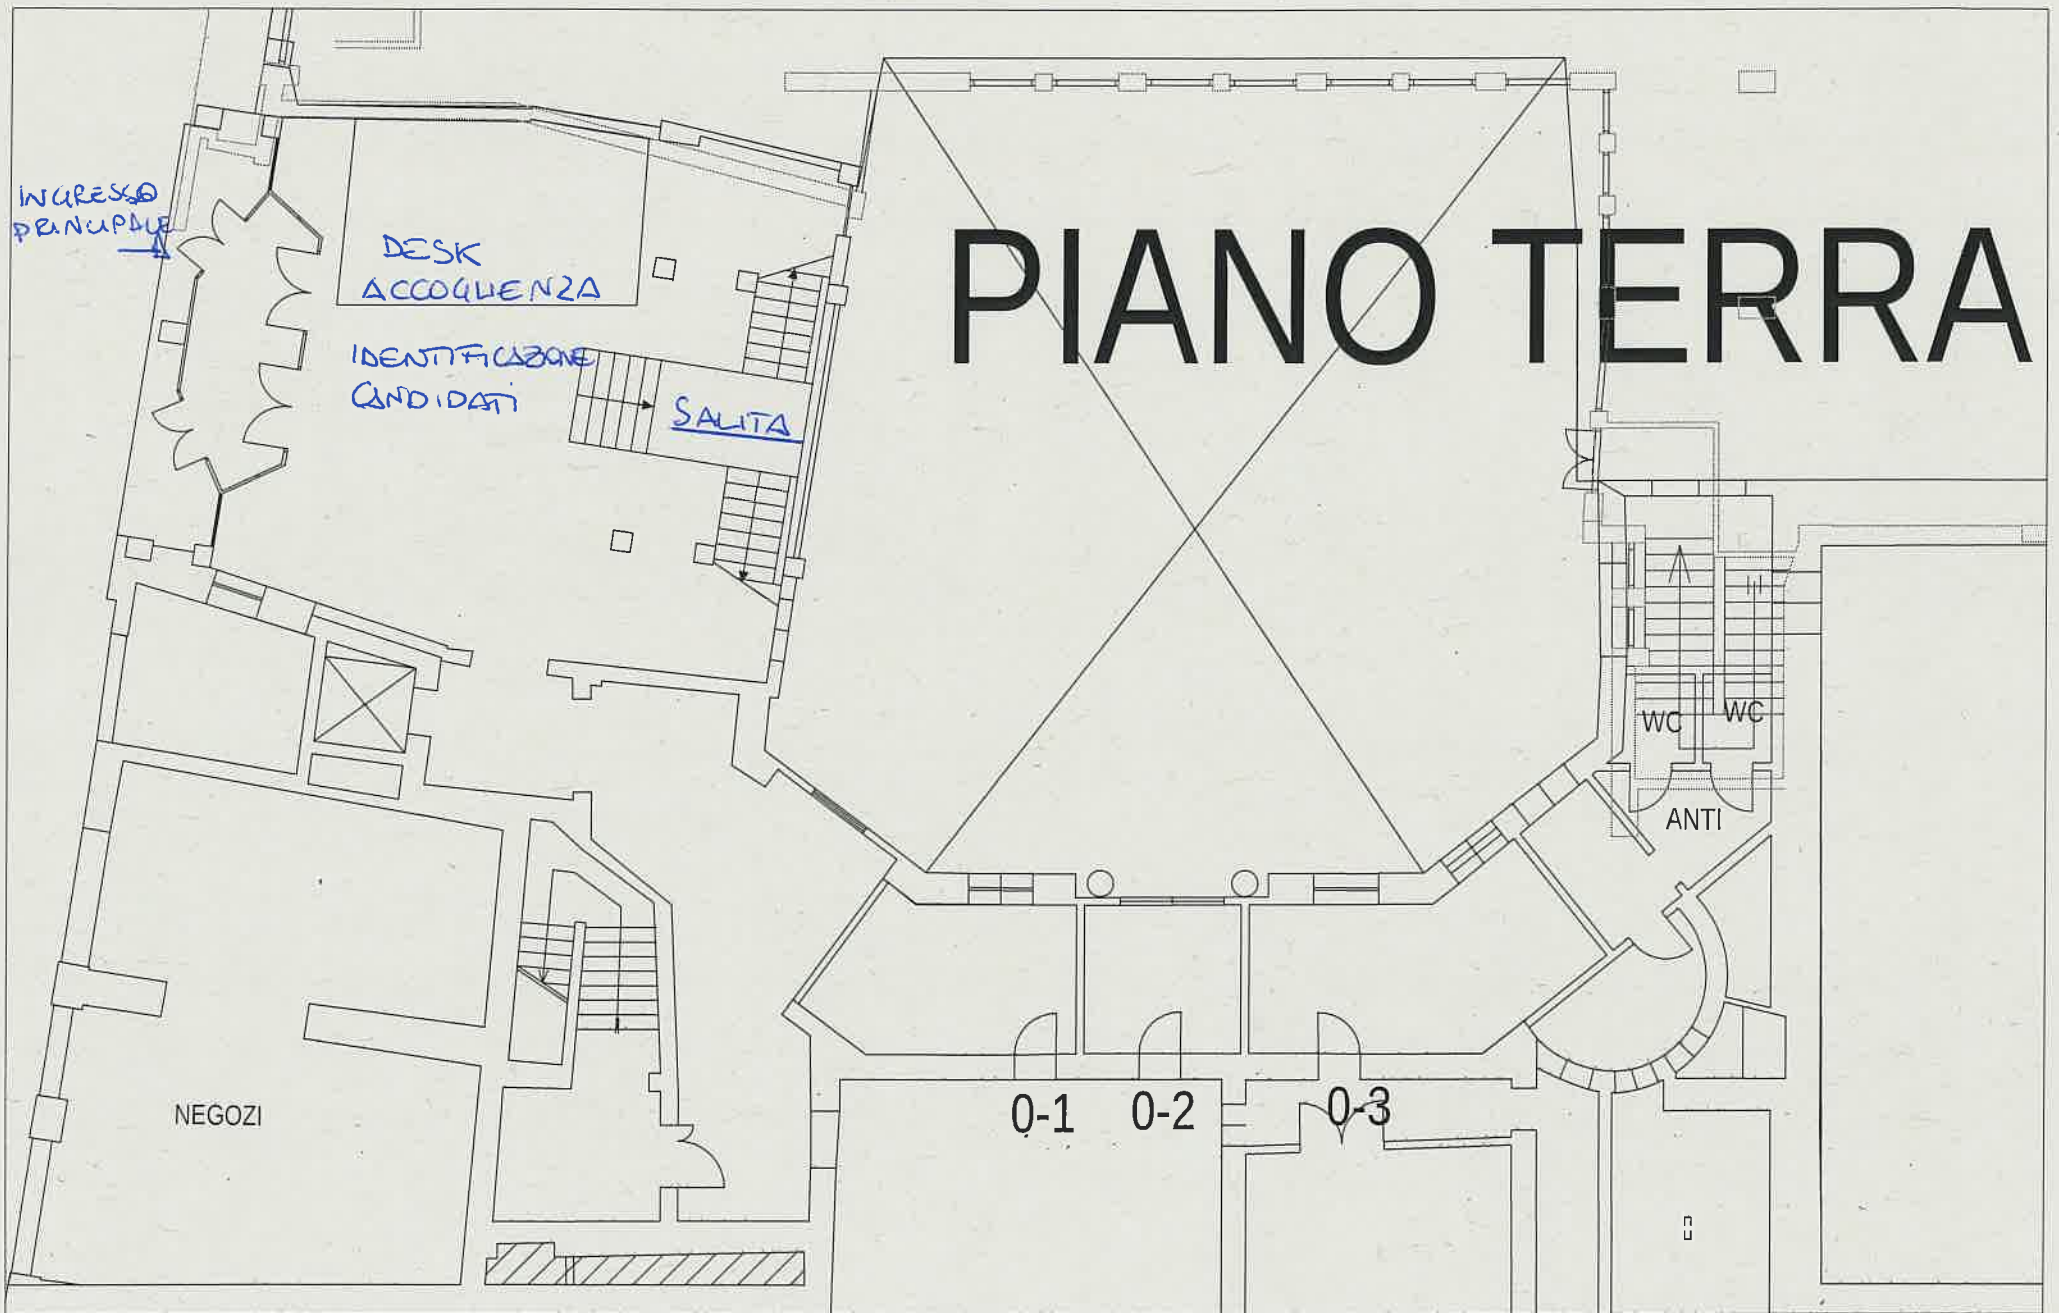 INGRESSO
PRINCIPALE
DESK
ACCOGLIENZA
IDENTIFICAZIONE
CANDIDATI
SALITA
PIANO TERRA
WC
WC
ANTI
0-1
0-2
0-3
NEGOZI